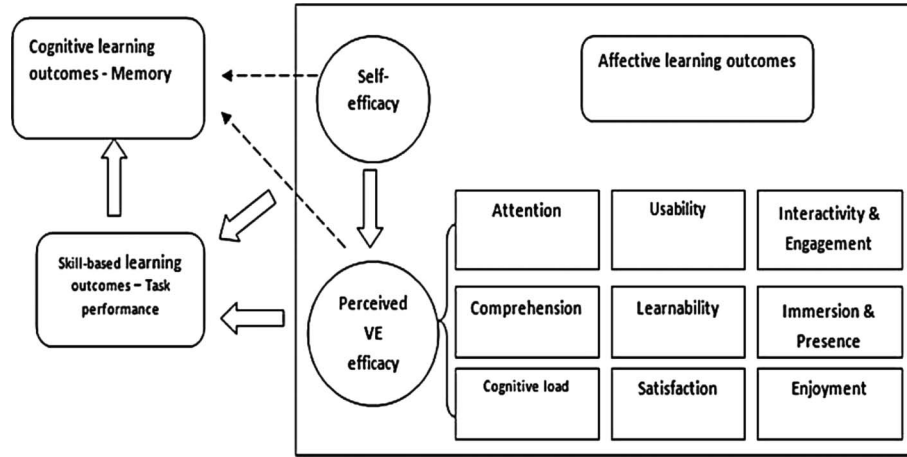 Cognitive learning
outcomes - Memory
Self-
efficacy
Affective learning outcomes
Skill-based learning
outcomes – Task
performance
Perceived
VE
efficacy
Attention
Usability
Interactivity &
Engagement
Comprehension
Learnability
Immersion &
Presence
Cognitive load
Satisfaction
Enjoyment